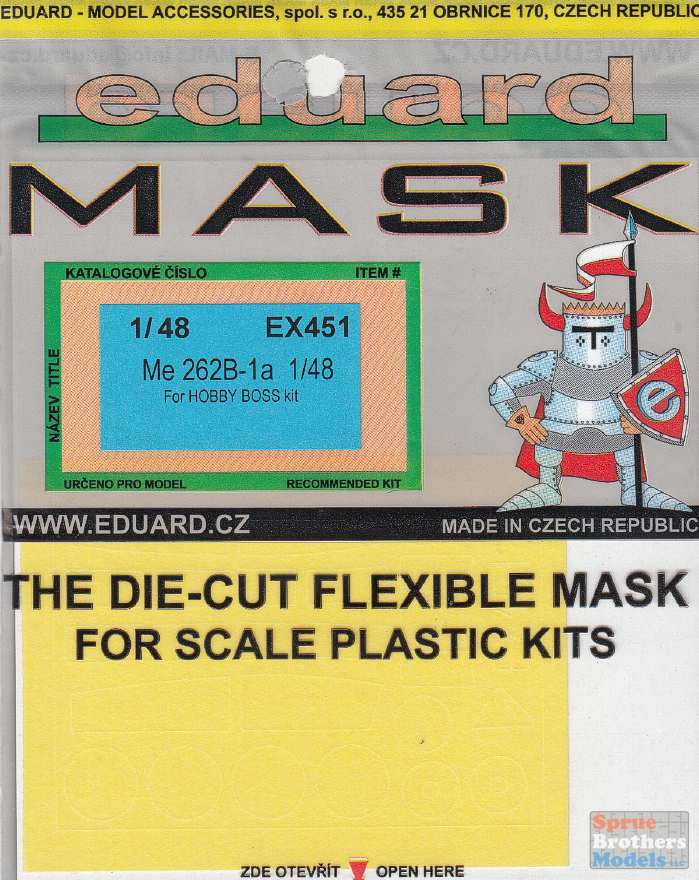 EDUARD - MODEL ACCESSORIES, spol. s r.o., 435 21 OBRNICE 170, CZECH REPUBLIC
eduard
MASK
KATALOGOVÉ ČÍSLO ITEM #
1/48 EX451
Me 262B-1a 1/48
For HOBBY BOSS kit
NÁZEV TITLE
URČENO PRO MODEL RECOMMENDED KIT
e
WWW.EDUARD.CZ MADE IN CZECH REPUBLIC
THE DIE-CUT FLEXIBLE MASK
FOR SCALE PLASTIC KITS
ZDE OTEVŘÍT OPEN HERE
Sprue
Brothers
Models LLC